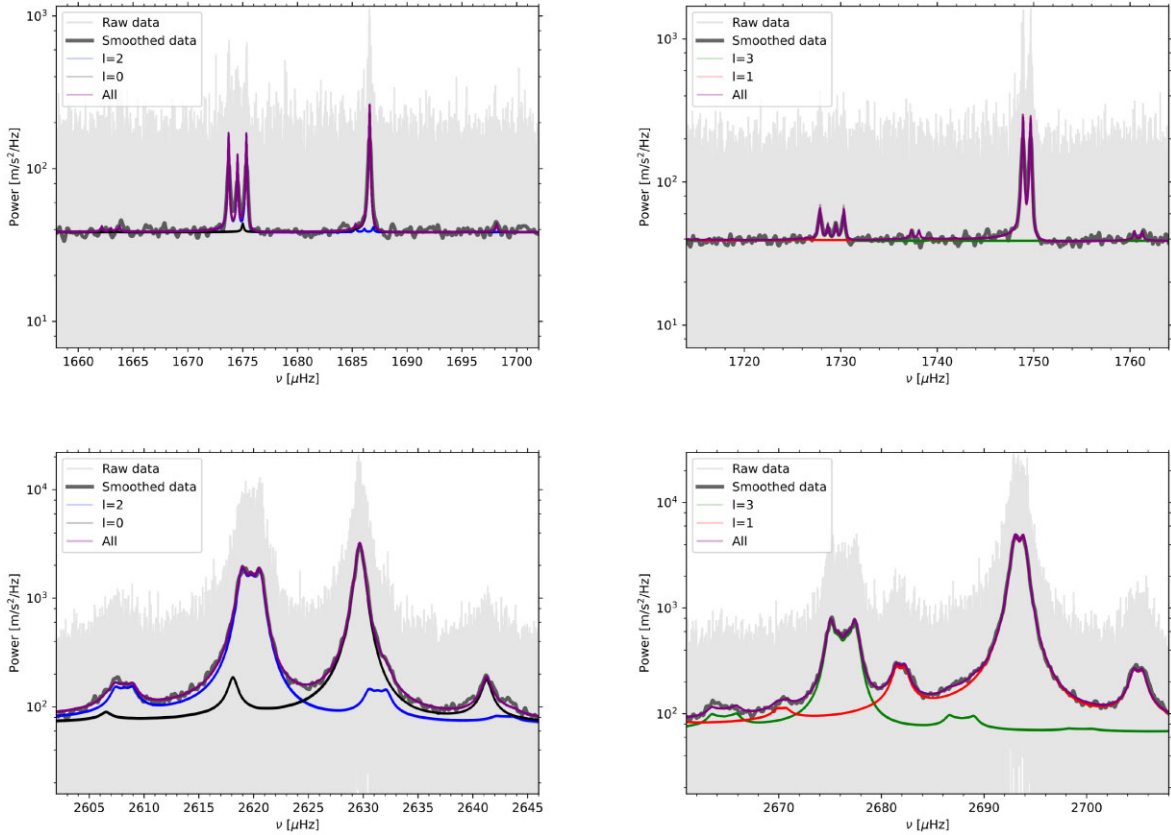 Raw data
Smoothed data
l=2
l=0
All
Power [m/s²/Hz]
10³
10²
10¹
1660 1665 1670 1675 1680 1685 1690 1695 1700
ν [μHz]
Raw data
Smoothed data
l=3
l=1
All
Power [m/s²/Hz]
10³
10²
10¹
1720 1730 1740 1750 1760
ν [μHz]
Raw data
Smoothed data
l=2
l=0
All
Power [m/s²/Hz]
10⁴
10³
10²
2605 2610 2615 2620 2625 2630 2635 2640 2645
ν [μHz]
Raw data
Smoothed data
l=3
l=1
All
Power [m/s²/Hz]
10⁴
10³
10²
2670 2680 2690 2700
ν [μHz]